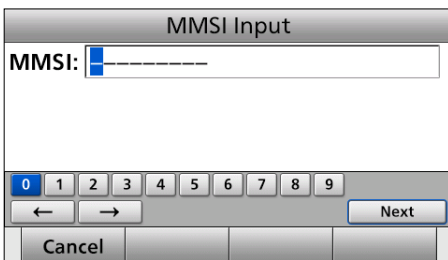 MMSI Input
MMSI: ---------
0 1 2 3 4 5 6 7 8 9
← → Next
Cancel